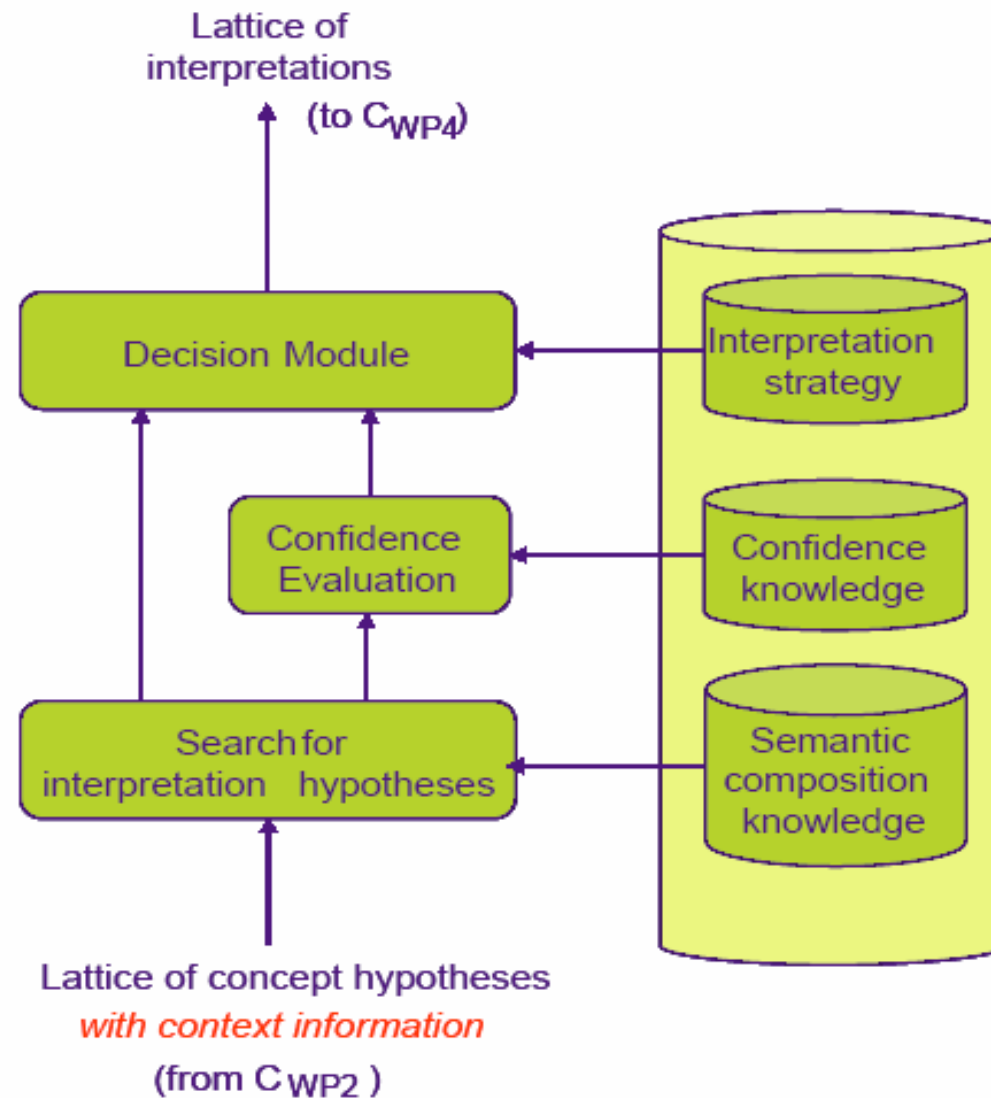 Lattice of
interpretations
(to CWP4)
Decision Module
Interpretation
strategy
Confidence
Evaluation
Confidence
knowledge
Search for
interpretation hypotheses
Semantic
composition
knowledge
Lattice of concept hypotheses
with context information
(from CWP2)